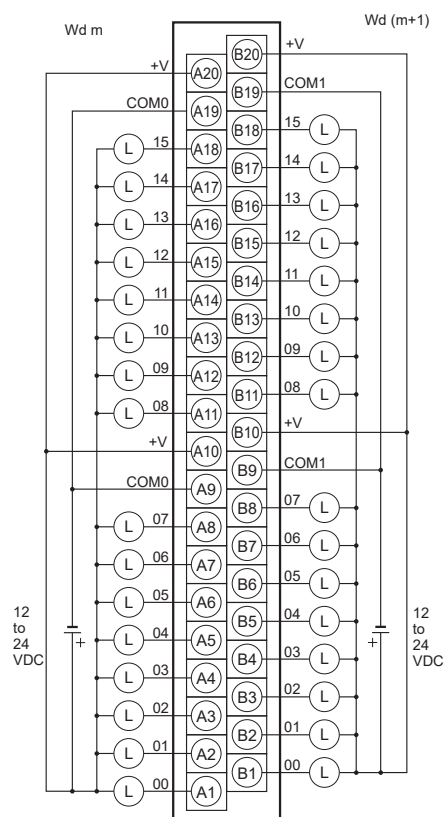 Wd m Wd (m+1)
B20 +V
+V A20
B19 COM1
COM0 A19
B18 15 L
L 15 A18
B17 14 L
L 14 A17
B16 13 L
L 13 A16
B15 12 L
L 12 A15
B14 11 L
L 11 A14
B13 10 L
L 10 A13
B12 09 L
L 09 A12
B11 08 L
L 08 A11
B10 +V
+V A10
B9 COM1
COM0 A9
B8 07 L
L 07 A8
B7 06 L
L 06 A7
B6 05 L
L 05 A6
B5 04 L
L 04 A5
B4 03 L
L 03 A4
B3 02 L
L 02 A3
B2 01 L
L 01 A2
B1 00 L
L 00 A1
12
to
24
VDC
+
12
to
24
VDC
+